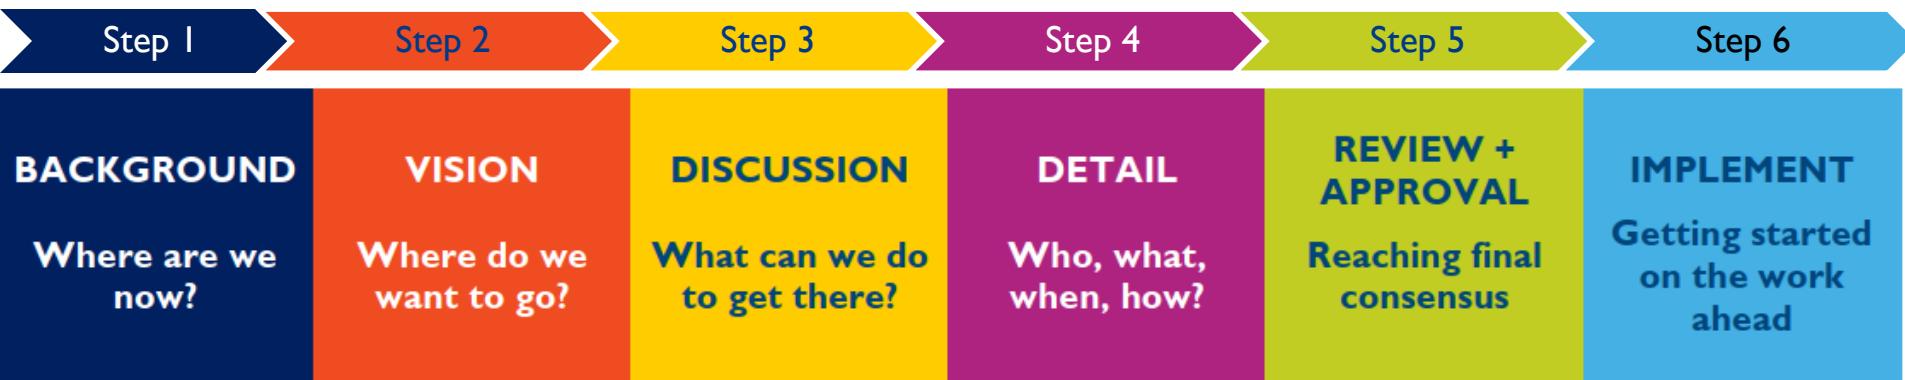 Step 1
Step 2
Step 3
Step 4
Step 5
Step 6
BACKGROUND
Where are we
now?
VISION
Where do we
want to go?
DISCUSSION
What can we do
to get there?
DETAIL
Who, what,
when, how?
REVIEW +
APPROVAL
Reaching final
consensus
IMPLEMENT
Getting started
on the work
ahead